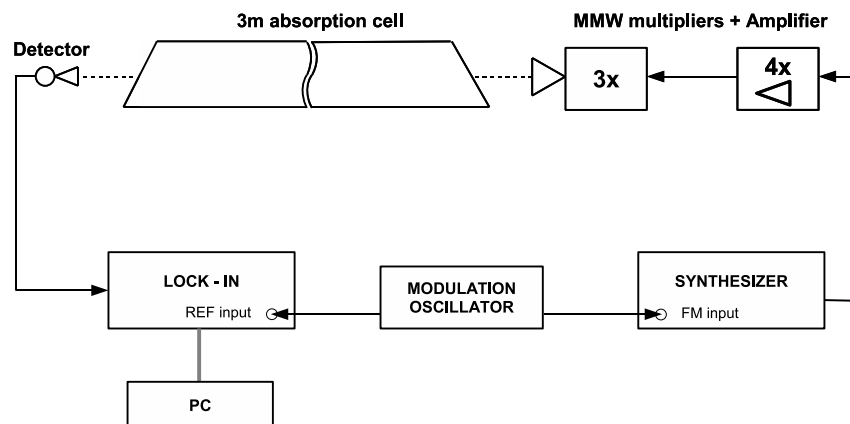 3m absorption cell
MMW multipliers + Amplifier
Detector
3x
4x
LOCK - IN
REF input
MODULATION
OSCILLATOR
SYNTHESIZER
FM input
PC